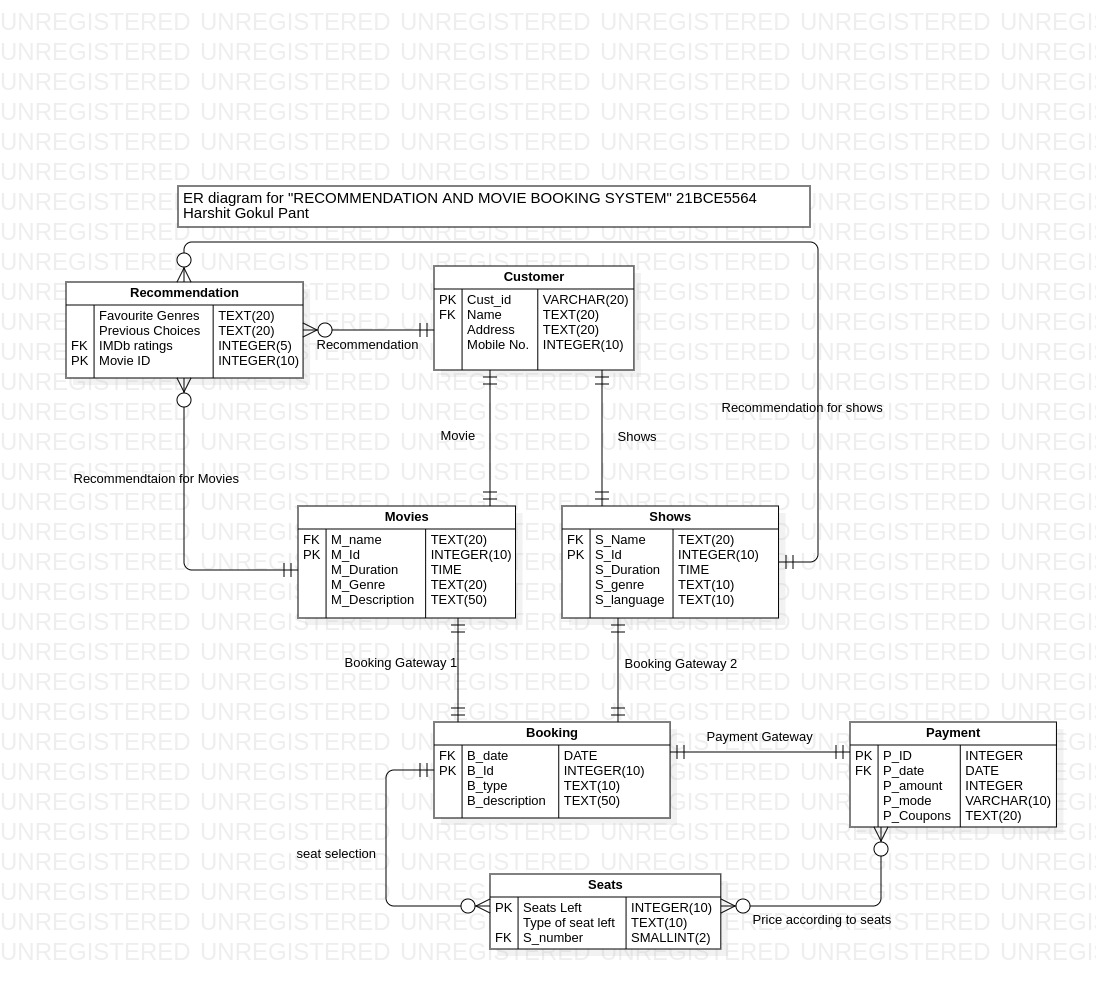 UNREGISTERED UNREGISTERED UNREGISTERED UNREGISTERED UNREGISTERED
ER diagram for "RECOMMENDATION AND MOVIE BOOKING SYSTEM" 21BCE5564
Harshit Gokul Pant
Customer
PK Cust_id VARCHAR(20)
FK Name TEXT(20)
Address TEXT(20)
Mobile No. INTEGER(10)
Recommendation
Favourite Genres TEXT(20)
Previous Choices TEXT(20)
FK IMDb ratings INTEGER(5)
PK Movie ID INTEGER(10)
Recommendation
Recommendation for shows
Movie
Shows
Recommendtaion for Movies
Movies
FK M_name TEXT(20)
PK M_Id INTEGER(10)
M_Duration TIME
M_Genre TEXT(20)
M_Description TEXT(50)
Shows
FK S_Name TEXT(20)
PK S_Id INTEGER(10)
S_Duration TIME
S_genre TEXT(10)
S_language TEXT(10)
Booking Gateway 1
Booking Gateway 2
Booking
FK B_date DATE
PK B_Id INTEGER(10)
B_type TEXT(10)
B_description TEXT(50)
Payment Gateway
Payment
PK P_ID INTEGER
FK P_date DATE
P_amount INTEGER
P_mode VARCHAR(10)
P_Coupons TEXT(20)
seat selection
Seats
PK Seats Left INTEGER(10)
Type of seat left TEXT(10)
FK S_number SMALLINT(2)
Price according to seats